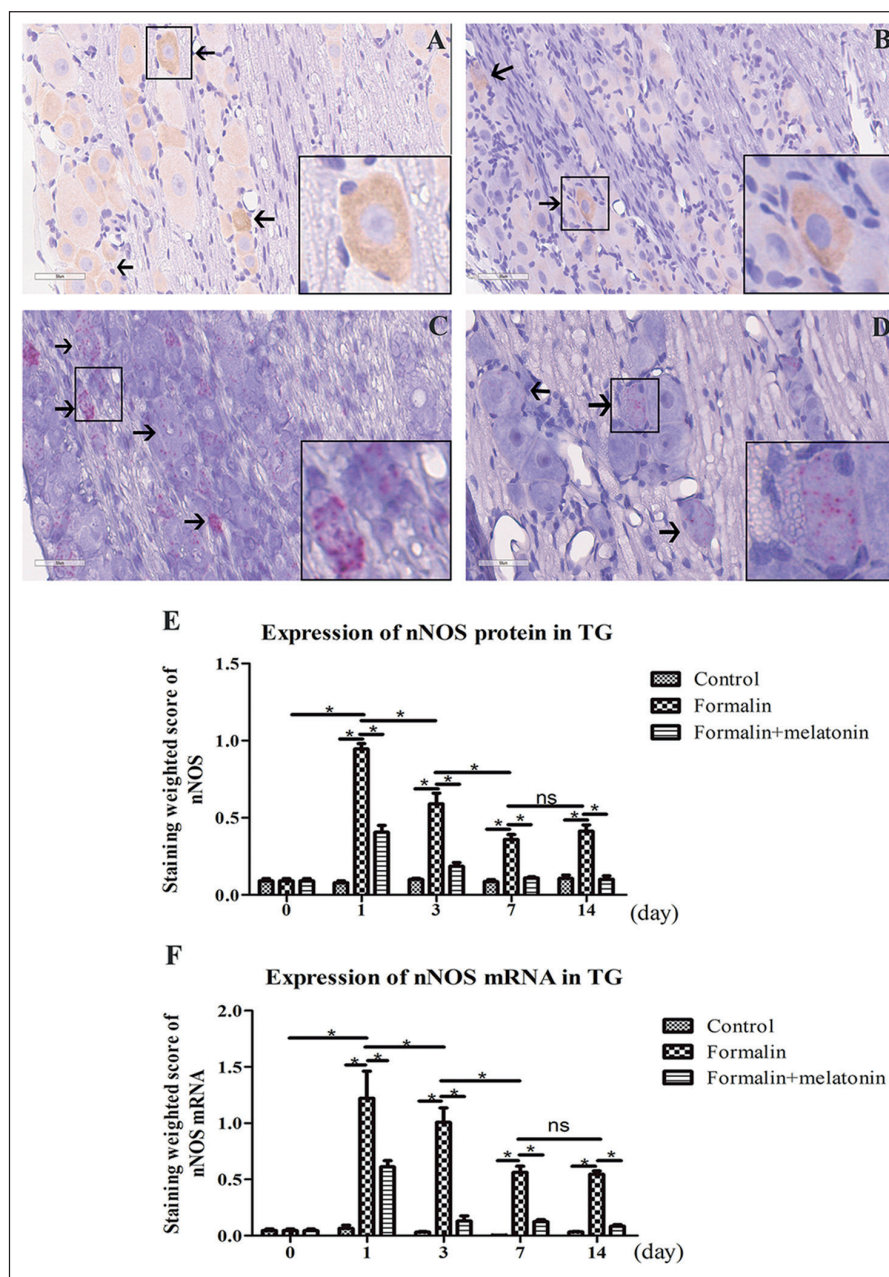 A
B
C
D
E
Expression of nNOS protein in TG
Staining weighted score of
nNOS
1.5
1.0
0.5
0.0
* * * * * * * ns * * * *
0 1 3 7 14 (day)
Control
Formalin
Formalin+melatonin
F
Expression of nNOS mRNA in TG
Staining weighted score of
nNOS mRNA
2.0
1.5
1.0
0.5
0.0
* * * * * * * ns * * * *
0 1 3 7 14 (day)
Control
Formalin
Formalin+melatonin